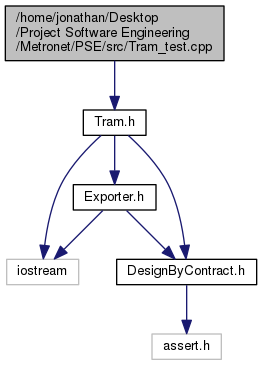 /home/jonathan/Desktop
/Project Software Engineering
/Metronet/PSE/src/Tram_test.cpp
Tram.h
Exporter.h
iostream
DesignByContract.h
assert.h